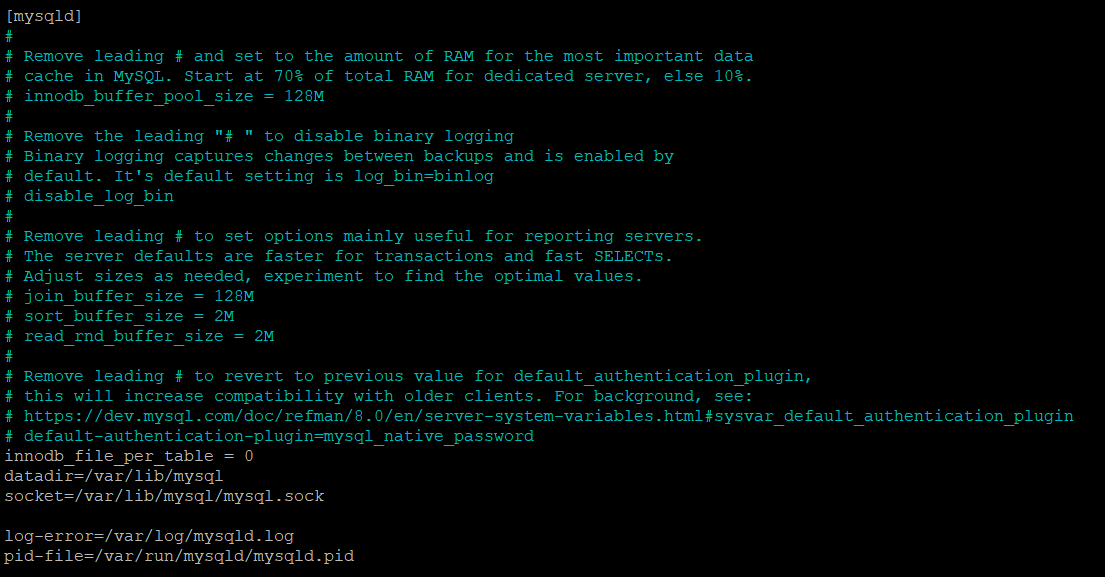 [mysqld]
#
# Remove leading # and set to the amount of RAM for the most important data
# cache in MySQL. Start at 70% of total RAM for dedicated server, else 10%.
# innodb_buffer_pool_size = 128M
#
# Remove the leading "# " to disable binary logging
# Binary logging captures changes between backups and is enabled by
# default. It's default setting is log_bin=binlog
# disable_log_bin
#
# Remove leading # to set options mainly useful for reporting servers.
# The server defaults are faster for transactions and fast SELECTs.
# Adjust sizes as needed, experiment to find the optimal values.
# join_buffer_size = 128M
# sort_buffer_size = 2M
# read_rnd_buffer_size = 2M
#
# Remove leading # to revert to previous value for default_authentication_plugin,
# this will increase compatibility with older clients. For background, see:
# https://dev.mysql.com/doc/refman/8.0/en/server-system-variables.html#sysvar_default_authentication_plugin
# default-authentication-plugin=mysql_native_password
innodb_file_per_table = 0
datadir=/var/lib/mysql
socket=/var/lib/mysql/mysql.sock

log-error=/var/log/mysqld.log
pid-file=/var/run/mysqld/mysqld.pid